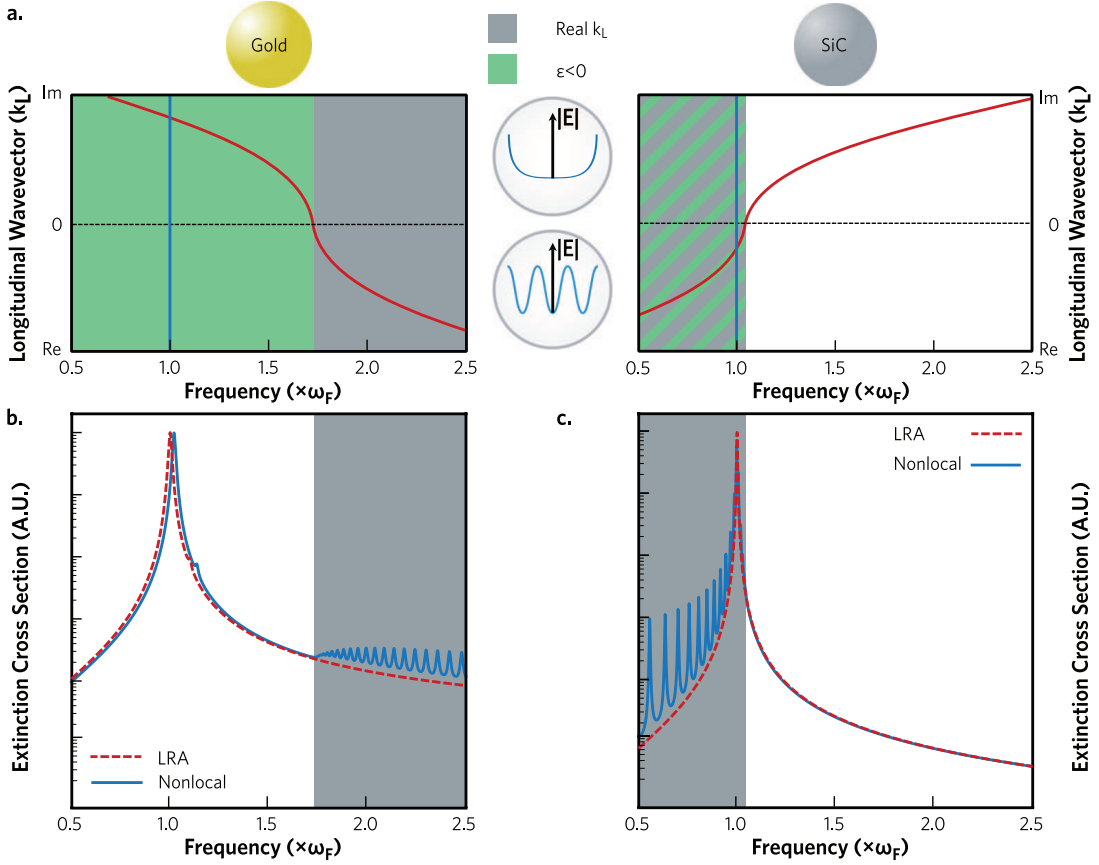 a.
Gold
Real k_L
ε<0
SiC
Longitudinal Wavevector (k_L)
Im
0
Re
0.5 1.0 1.5 2.0 2.5
Frequency (×ω_F)
|E|
|E|
Im
0
Re
Longitudinal Wavevector (k_L)
0.5 1.0 1.5 2.0 2.5
Frequency (×ω_F)
b.
Extinction Cross Section (A.U.)
LRA
Nonlocal
0.5 1.0 1.5 2.0 2.5
Frequency (×ω_F)
c.
LRA
Nonlocal
Extinction Cross Section (A.U.)
0.5 1.0 1.5 2.0 2.5
Frequency (×ω_F)